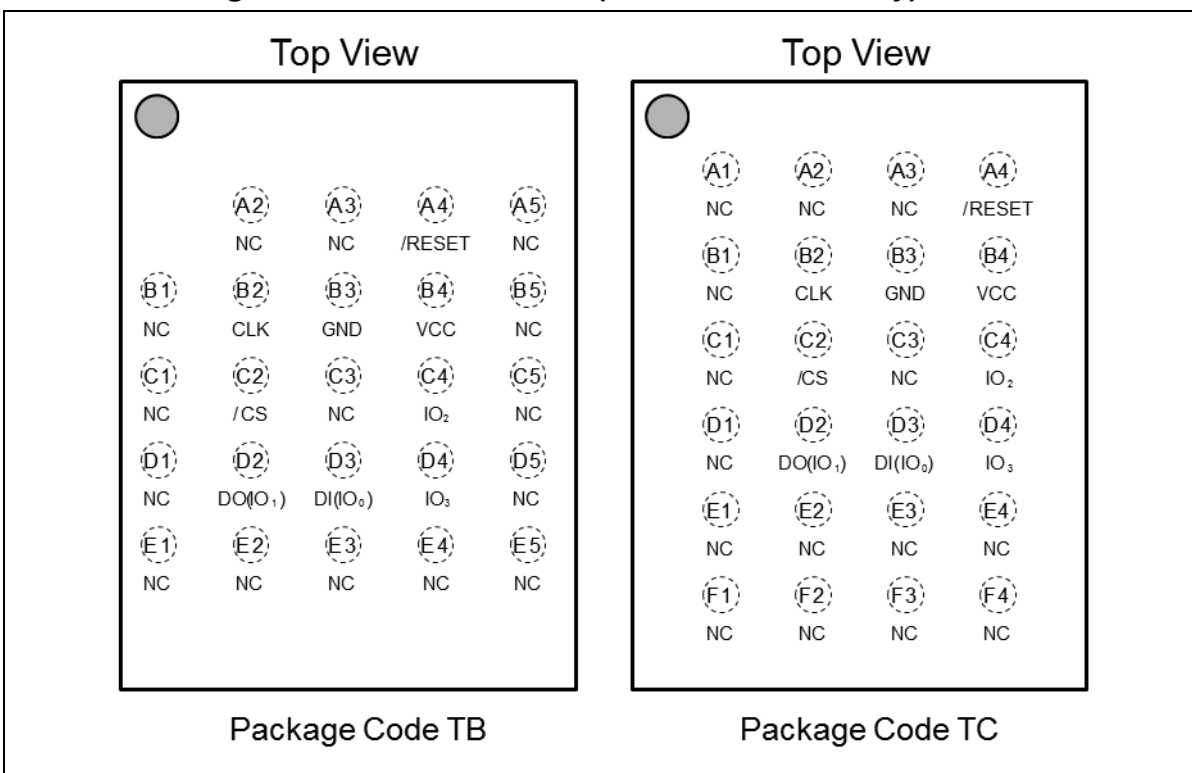 Top View
A2 A3 A4 A5
NC NC /RESET NC
B1 B2 B3 B4 B5
NC CLK GND VCC NC
C1 C2 C3 C4 C5
NC /CS NC IO₂ NC
D1 D2 D3 D4 D5
NC DO(IO₁) DI(IO₀) IO₃ NC
E1 E2 E3 E4 E5
NC NC NC NC NC
Package Code TB
Top View
A1 A2 A3 A4
NC NC NC /RESET
B1 B2 B3 B4
NC CLK GND VCC
C1 C2 C3 C4
NC /CS NC IO₂
D1 D2 D3 D4
NC DO(IO₁) DI(IO₀) IO₃
E1 E2 E3 E4
NC NC NC NC
F1 F2 F3 F4
NC NC NC NC
Package Code TC